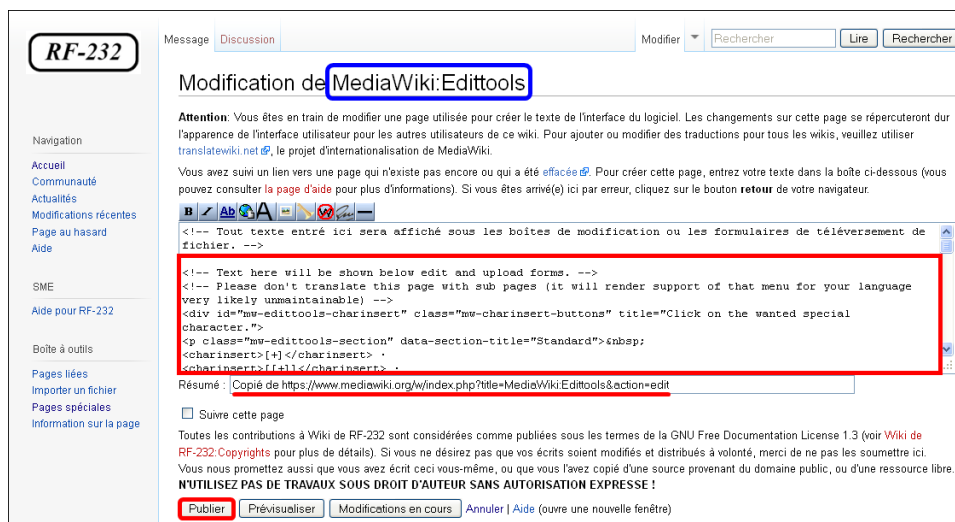 RF-232
Message Discussion Modifier Rechercher Lire Rechercher
Modification de MediaWiki:Edittools
Attention: Vous êtes en train de modifier une page utilisée pour créer le texte de l'interface du logiciel. Les changements sur cette page se répercuteront dur
l'apparence de l'interface utilisateur pour les autres utilisateurs de ce wiki. Pour ajouter ou modifier des traductions pour tous les wikis, veuillez utiliser
translatewiki.net, le projet d'internationalisation de MediaWiki.
Vous avez suivi un lien vers une page qui n'existe pas encore ou qui a été effacée. Pour créer cette page, entrez votre texte dans la boîte ci-dessous (vous
pouvez consulter la page d'aide pour plus d'informations). Si vous êtes arrivé(e) ici par erreur, cliquez sur le bouton retour de votre navigateur.
Navigation
Accueil
Communauté
Actualités
Modifications récentes
Page au hasard
Aide
SME
Aide pour RF-232
Boîte à outils
Pages liées
Importer un fichier
Pages spéciales
Information sur la page
B I Ab A W
<!-- Tout texte entré ici sera affiché sous les boîtes de modification ou les formulaires de téléversement de
fichier. -->
<!-- Text here will be shown below edit and upload forms. -->
<!-- Please don't translate this page with sub pages (it will render support of that menu for your language
very likely unmaintainable) -->
<div id="mw-edittools-charinsert" class="mw-charinsert-buttons" title="Click on the wanted special
character.">
<p class="mw-edittools-section" data-section-title="Standard">&nbsp;
<charinsert>[+]</charinsert> ·
<charinsert>[[+]]</charinsert> ·
Résumé : Copié de https://www.mediawiki.org/w/index.php?title=MediaWiki:Edittools&action=edit
Suivre cette page
Toutes les contributions à Wiki de RF-232 sont considérées comme publiées sous les termes de la GNU Free Documentation License 1.3 (voir Wiki de
RF-232:Copyrights pour plus de détails). Si vous ne désirez pas que vos écrits soient modifiés et distribués à volonté, merci de ne pas les soumettre ici.
Vous nous promettez aussi que vous avez écrit ceci vous-même, ou que vous l'avez copié d'une source provenant du domaine public, ou d'une ressource libre.
N'UTILISEZ PAS DE TRAVAUX SOUS DROIT D'AUTEUR SANS AUTORISATION EXPRESSE !
Publier Prévisualiser Modifications en cours Annuler | Aide (ouvre une nouvelle fenêtre)